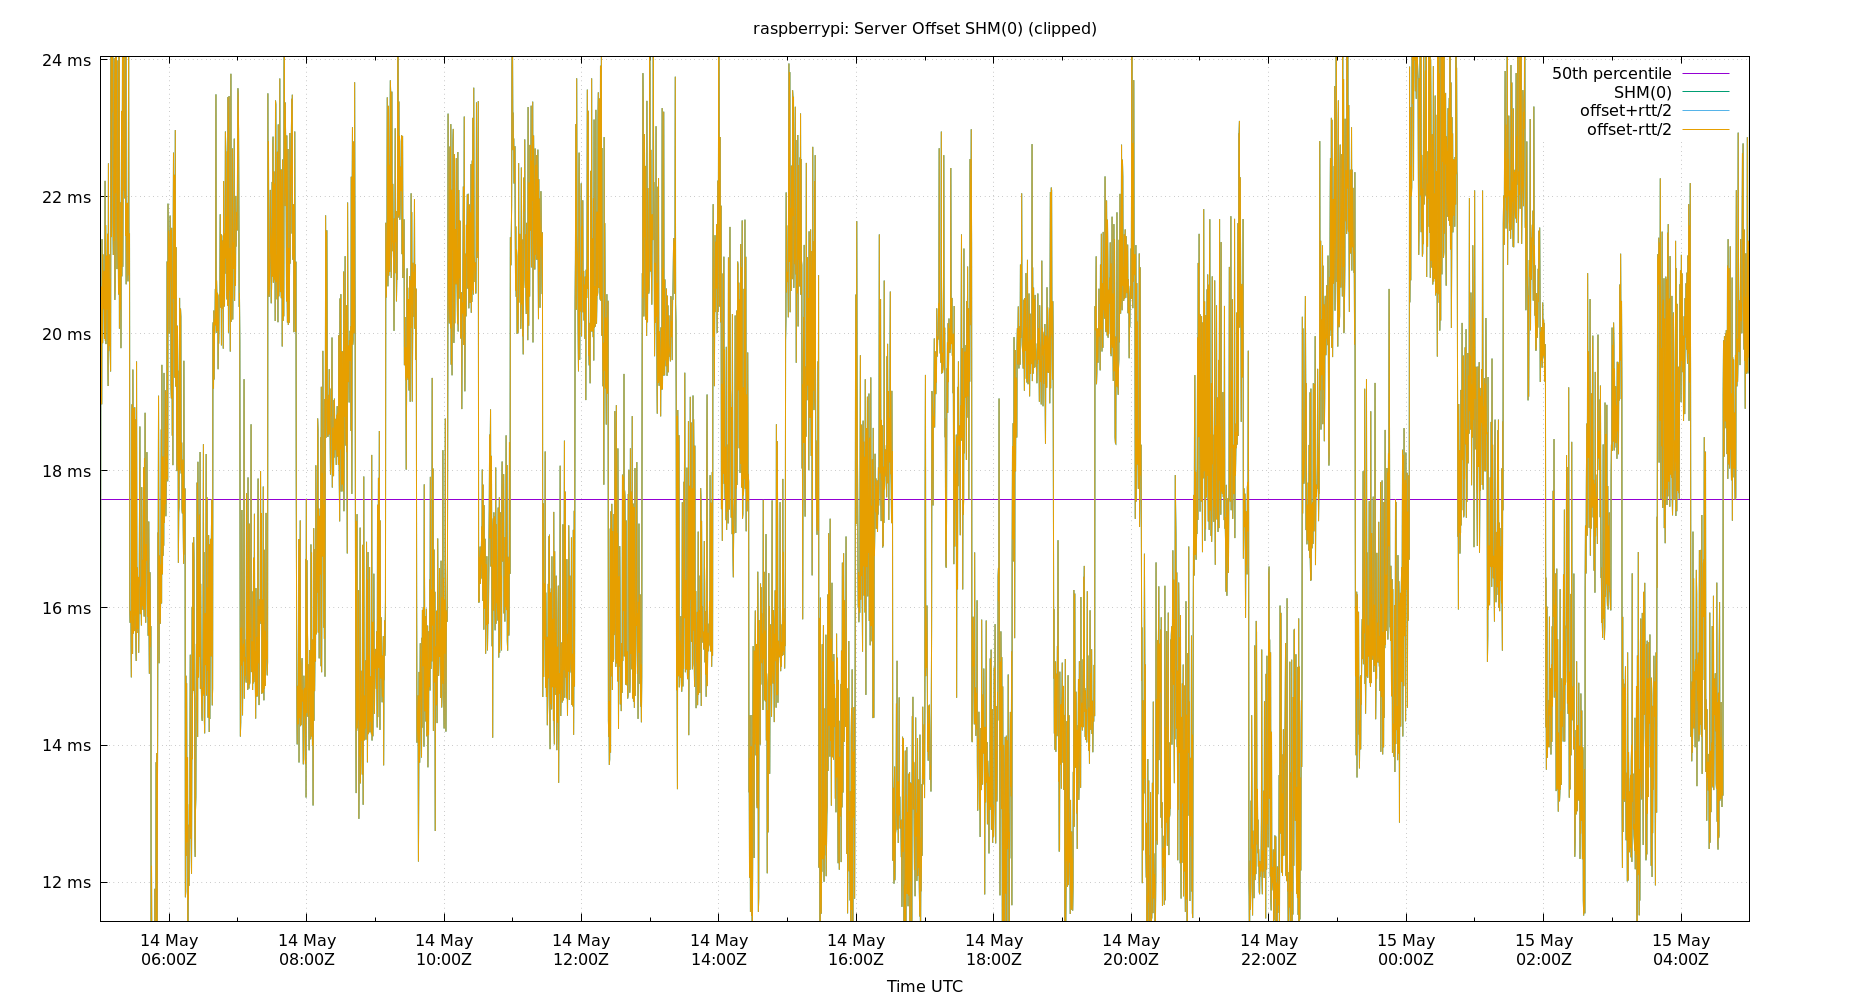 raspberrypi: Server Offset SHM(0) (clipped)
24 ms
22 ms
20 ms
18 ms
16 ms
14 ms
12 ms
50th percentile
SHM(0)
offset+rtt/2
offset-rtt/2
14 May 14 May 14 May 14 May 14 May 14 May 14 May 14 May 14 May 15 May 15 May 15 May
06:00Z 08:00Z 10:00Z 12:00Z 14:00Z 16:00Z 18:00Z 20:00Z 22:00Z 00:00Z 02:00Z 04:00Z
Time UTC